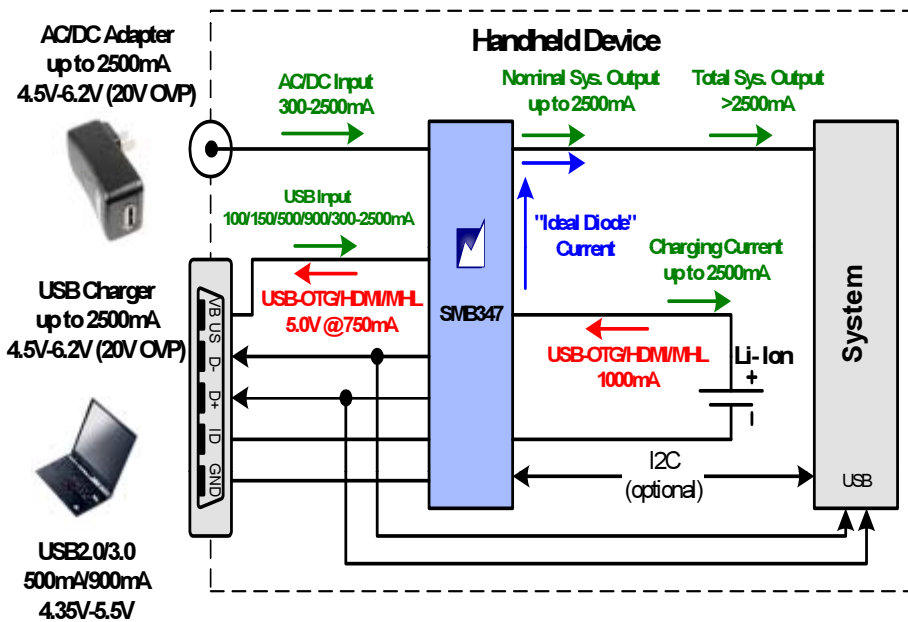 AC/DC Adapter
up to 2500mA
4.5V-6.2V (20V OVP)
Handheld Device
AC/DC Input
300-2500mA
Nominal Sys. Output
up to 2500mA
Total Sys. Output
>2500mA
USB Input
100/150/500/900/300-2500mA
"Ideal Diode"
Current
Charging Current
up to 2500mA
USB Charger
up to 2500mA
4.5V-6.2V (20V OVP)
USB-OTG/HDMI/MHL
5.0V @750mA
SMB347
USB-OTG/HDMI/MHL
1000mA
Li-Ion
+
-
System
VB US
D-
D+
ID
GND
I2C
(optional)
USB
USB2.0/3.0
500mA/900mA
4.35V-5.5V